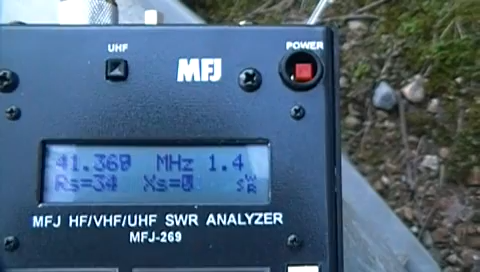 UHF
MFJ
POWER
41.360 MHz 1.4
Rs=34 Xs=0 SWR
MFJ HF/VHF/UHF SWR ANALYZER
MFJ-269